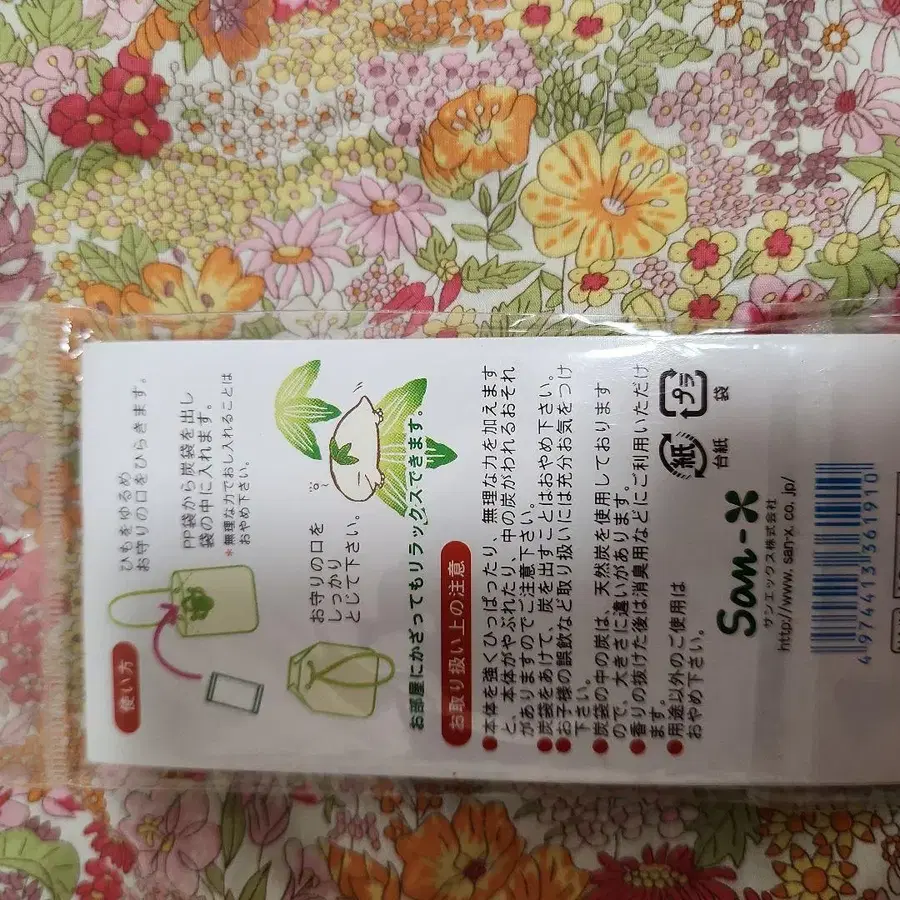 使い方
ひもをゆるめ
お守りの口をひらきます。
PP袋から炭袋を出し
袋の中に入れます。
*無理な力でおし入れることは
おやめ下さい。
お守りの口を
しっかり
とじて下さい。
お部屋にかざってもリラックスできます。
お取り扱い上の注意
●本体を強くひっぱったり、無理な力を加えます
と、本体がやぶれたり、中の炭がわれるおそれ
がありますのでご注意下さい。
●炭袋をあけて、炭を出すことはおやめ下さい。
●お子様の誤飲など取り扱いには充分お気をつけ
下さい。
●炭袋の中の炭は、天然炭を使用しております
ので、大きさに違いがあります。
●香りの抜けた後は消臭用などにご利用いただけ
ます。
●用途以外のご使用は
おやめ下さい。
紙
台紙
プラ
袋
San-X
サンエックス株式会社
http://www.san-x.co.jp/
4 974413 361910